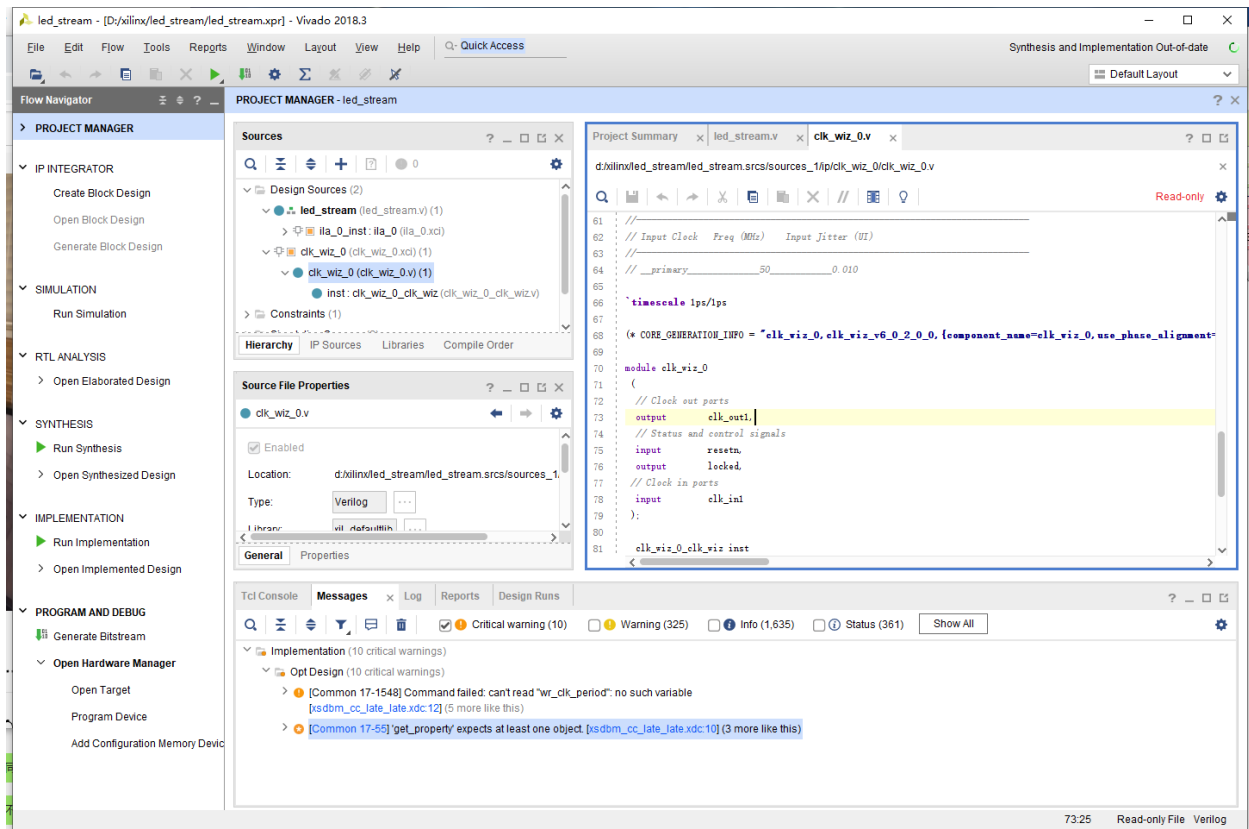 led_stream - [D:/xilinx/led_stream/led_stream.xpr] - Vivado 2018.3
File Edit Flow Tools Reports Window Layout View Help Quick Access
Synthesis and Implementation Out-of-date
Default Layout
Flow Navigator
PROJECT MANAGER - led_stream
PROJECT MANAGER
IP INTEGRATOR
Create Block Design
Open Block Design
Generate Block Design
SIMULATION
Run Simulation
RTL ANALYSIS
Open Elaborated Design
SYNTHESIS
Run Synthesis
Open Synthesized Design
IMPLEMENTATION
Run Implementation
Open Implemented Design
PROGRAM AND DEBUG
Generate Bitstream
Open Hardware Manager
Open Target
Program Device
Add Configuration Memory Devic
Sources
0
Design Sources (2)
led_stream (led_stream.v) (1)
ila_0_inst : ila_0 (ila_0.xci)
clk_wiz_0 (clk_wiz_0.xci) (1)
clk_wiz_0 (clk_wiz_0.v) (1)
inst : clk_wiz_0_clk_wiz (clk_wiz_0_clk_wiz.v)
Constraints (1)
Hierarchy IP Sources Libraries Compile Order
Source File Properties
clk_wiz_0.v
Enabled
Location: d:/xilinx/led_stream/led_stream.srcs/sources_1/
Type: Verilog ...
Library: xil_defaultlib ...
General Properties
Project Summary led_stream.v clk_wiz_0.v
d:/xilinx/led_stream/led_stream.srcs/sources_1/ip/clk_wiz_0/clk_wiz_0.v
Read-only
61 //----------------------------------------------------------------------------
62 // Input Clock Freq (MHz) Input Jitter (UI)
63 //----------------------------------------------------------------------------
64 // __primary______________50____________0.010
65
66 `timescale 1ps/1ps
67
68 (* CORE_GENERATION_INFO = "clk_wiz_0,clk_wiz_v6_0_2_0_0,{component_name=clk_wiz_0,use_phase_alignment=
69
70 module clk_wiz_0
71 (
72 // Clock out ports
73 output clk_out1,
74 // Status and control signals
75 input resetn,
76 output locked,
77 // Clock in ports
78 input clk_in1
79 );
80
81 clk_wiz_0_clk_wiz inst
Tcl Console Messages Log Reports Design Runs
Critical warning (10) Warning (325) Info (1,635) Status (361) Show All
Implementation (10 critical warnings)
Opt Design (10 critical warnings)
[Common 17-1548] Command failed: can't read "wr_clk_period": no such variable
[xsdbm_cc_late_late.xdc:12] (5 more like this)
[Common 17-55] 'get_property' expects at least one object. [xsdbm_cc_late_late.xdc:10] (3 more like this)
73:25 Read-only File Verilog